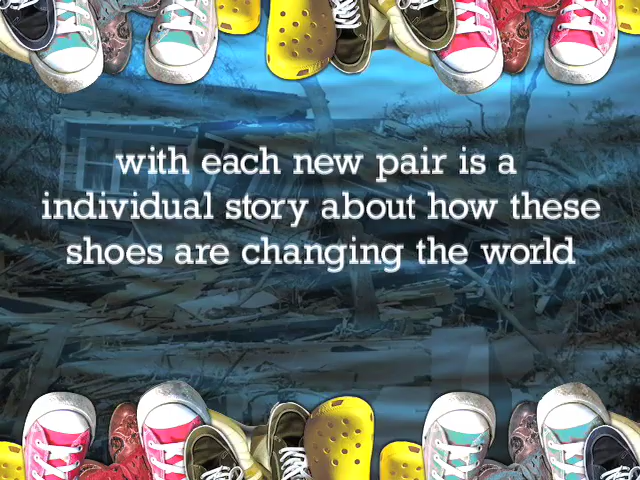 with each new pair is a
individual story about how these
shoes are changing the world